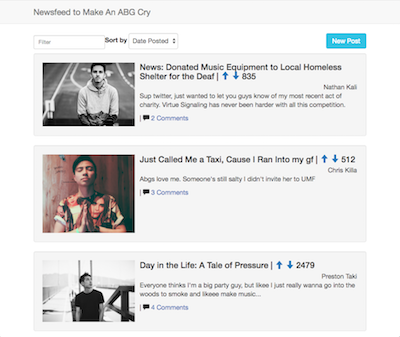 Newsfeed to Make An ABG Cry
Filter
Sort by
Date Posted
New Post
News: Donated Music Equipment to Local Homeless
Shelter for the Deaf | 835
Nathan Kali
Sup twitter, just wanted to let you guys know of my most recent act of
charity. Virtue Signaling has never been harder with all this competition.
| 2 Comments
Just Called Me a Taxi, Cause I Ran Into my gf | 512
Chris Killa
Abgs love me. Someone's still salty I didn't invite her to UMF
| 3 Comments
Day in the Life: A Tale of Pressure | 2479
Preston Taki
Everyone thinks I'm a big party guy, but likee I just really wanna go into the
woods to smoke and likeee make music...
| 4 Comments